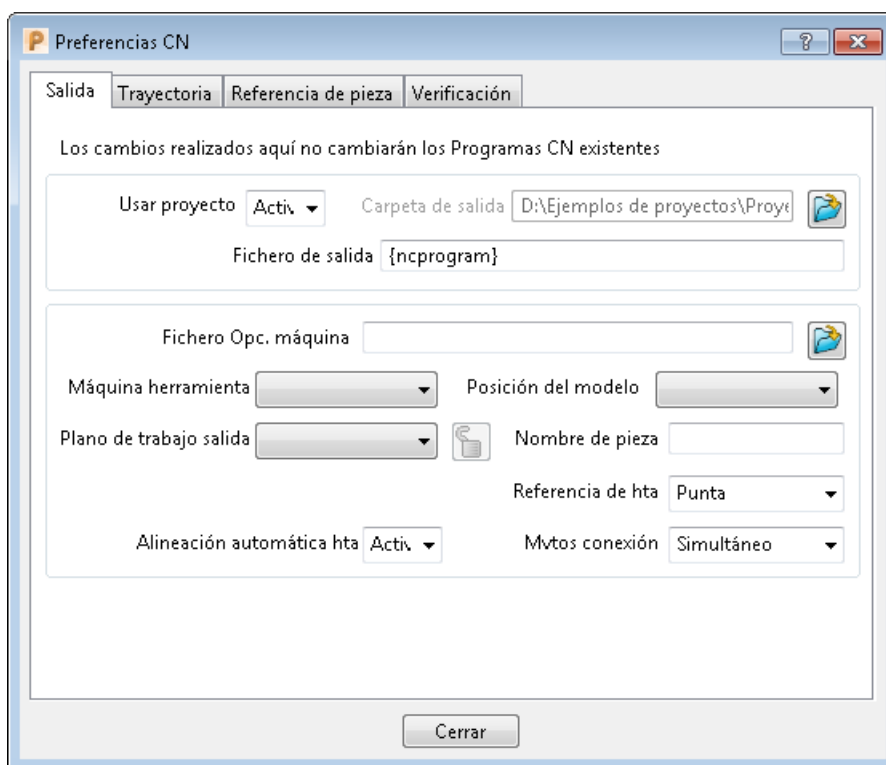 Preferencias CN
Salida Trayectoria Referencia de pieza Verificación
Los cambios realizados aquí no cambiarán los Programas CN existentes
Usar proyecto Activ Carpeta de salida D:\Ejemplos de proyectos\Proye
Fichero de salida {ncprogram}
Fichero Opc. máquina
Máquina herramienta Posición del modelo
Plano de trabajo salida Nombre de pieza
Referencia de hta Punta
Alineación automática hta Activ Mvtos conexión Simultáneo
Cerrar